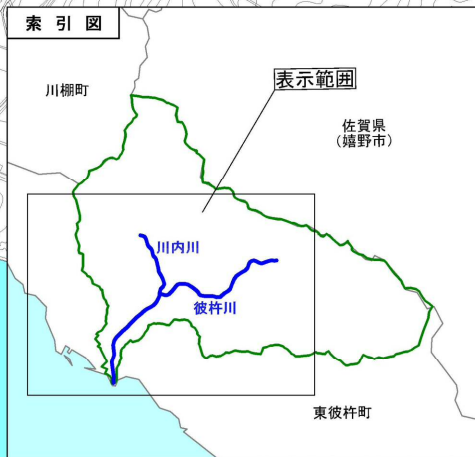 索引図
表示範囲
川棚町
佐賀県
(嬉野市)
川内川
彼杵川
東彼杵町